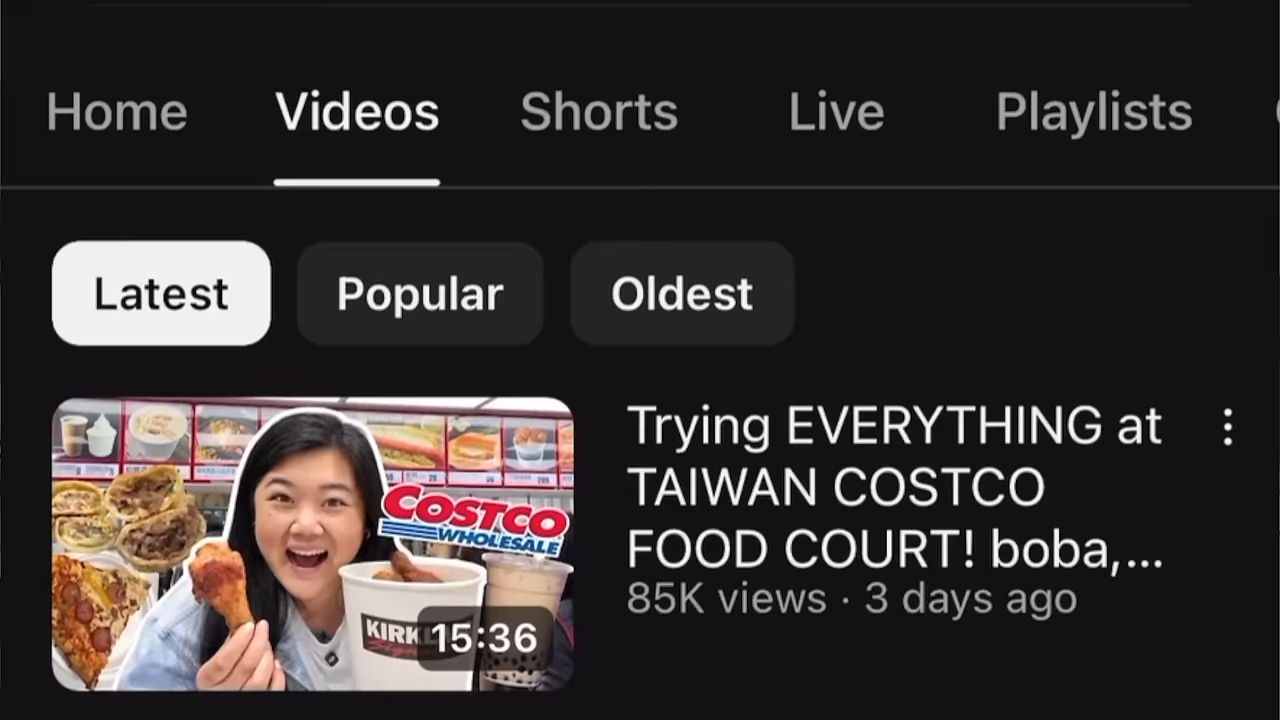 Home Videos Shorts Live Playlists
Latest Popular Oldest
Trying EVERYTHING at
TAIWAN COSTCO
FOOD COURT! boba,...
85K views · 3 days ago
COSTCO
WHOLESALE
15:36